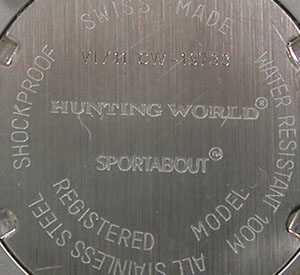 SWISS MADE
WATER RESISTANT 100M
ALL STAINLESS STEEL
SHOCKPROOF
HUNTING WORLD®
SPORTABOUT
REGISTERED MODEL